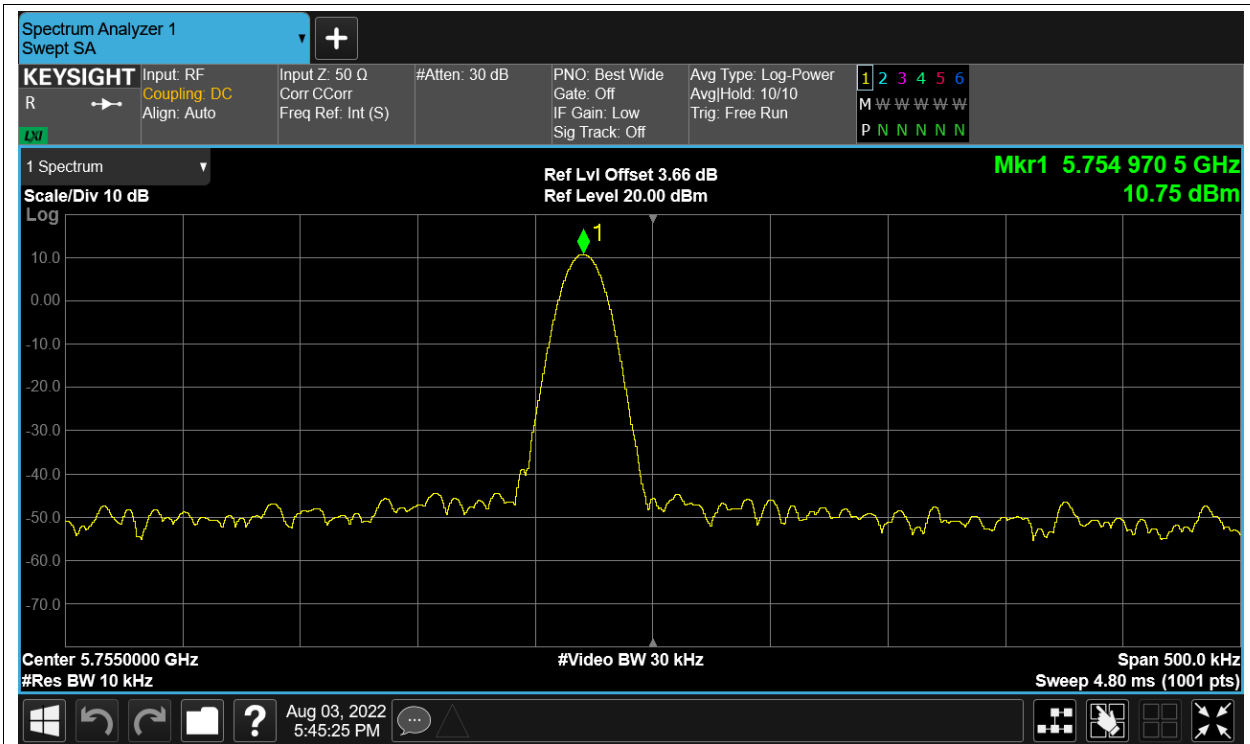 Spectrum Analyzer 1
Swept SA
KEYSIGHT
R
LXI
Input: RF
Coupling: DC
Align: Auto
Input Z: 50 Ω
Corr CCorr
Freq Ref: Int (S)
#Atten: 30 dB
PNO: Best Wide
Gate: Off
IF Gain: Low
Sig Track: Off
Avg Type: Log-Power
Avg|Hold: 10/10
Trig: Free Run
1 2 3 4 5 6
M W W W W W
P N N N N N
1 Spectrum
Scale/Div 10 dB
Log
Ref Lvl Offset 3.66 dB
Ref Level 20.00 dBm
Mkr1 5.754 970 5 GHz
10.75 dBm
1
10.0
0.00
-10.0
-20.0
-30.0
-40.0
-50.0
-60.0
-70.0
Center 5.7550000 GHz
#Res BW 10 kHz
#Video BW 30 kHz
Span 500.0 kHz
Sweep 4.80 ms (1001 pts)
?
Aug 03, 2022
5:45:25 PM